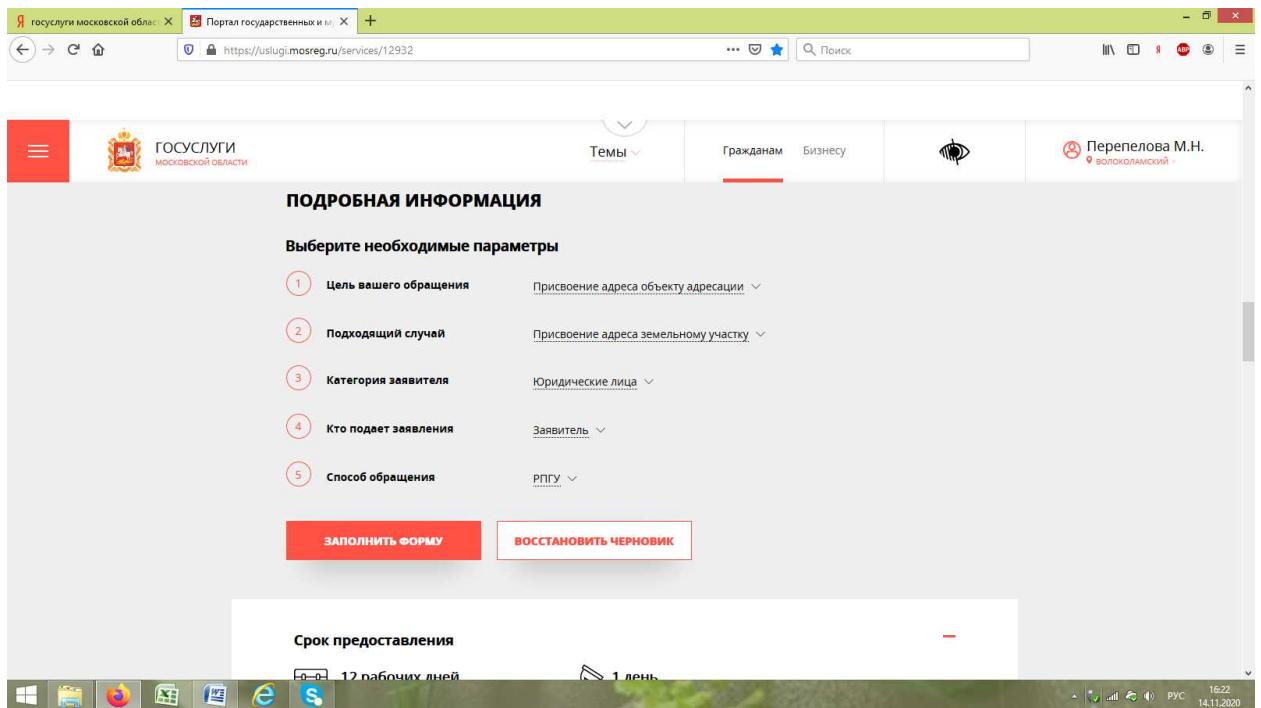 Я госуслуги московской облас
Портал государственных и м
https://uslugi.mosreg.ru/services/12932
Поиск
Я
ABP
ГОСУСЛУГИ
МОСКОВСКОЙ ОБЛАСТИ
Темы
Гражданам
Бизнесу
Перепелова М.Н.
ВОЛОКОЛАМСКИЙ
ПОДРОБНАЯ ИНФОРМАЦИЯ
Выберите необходимые параметры
1 Цель вашего обращения Присвоение адреса объекту адресации
2 Подходящий случай Присвоение адреса земельному участку
3 Категория заявителя Юридические лица
4 Кто подает заявления Заявитель
5 Способ обращения РПГУ
ЗАПОЛНИТЬ ФОРМУ
ВОССТАНОВИТЬ ЧЕРНОВИК
Срок предоставления
12 рабочих дней
1 день
РУС
16:22
14.11.2020